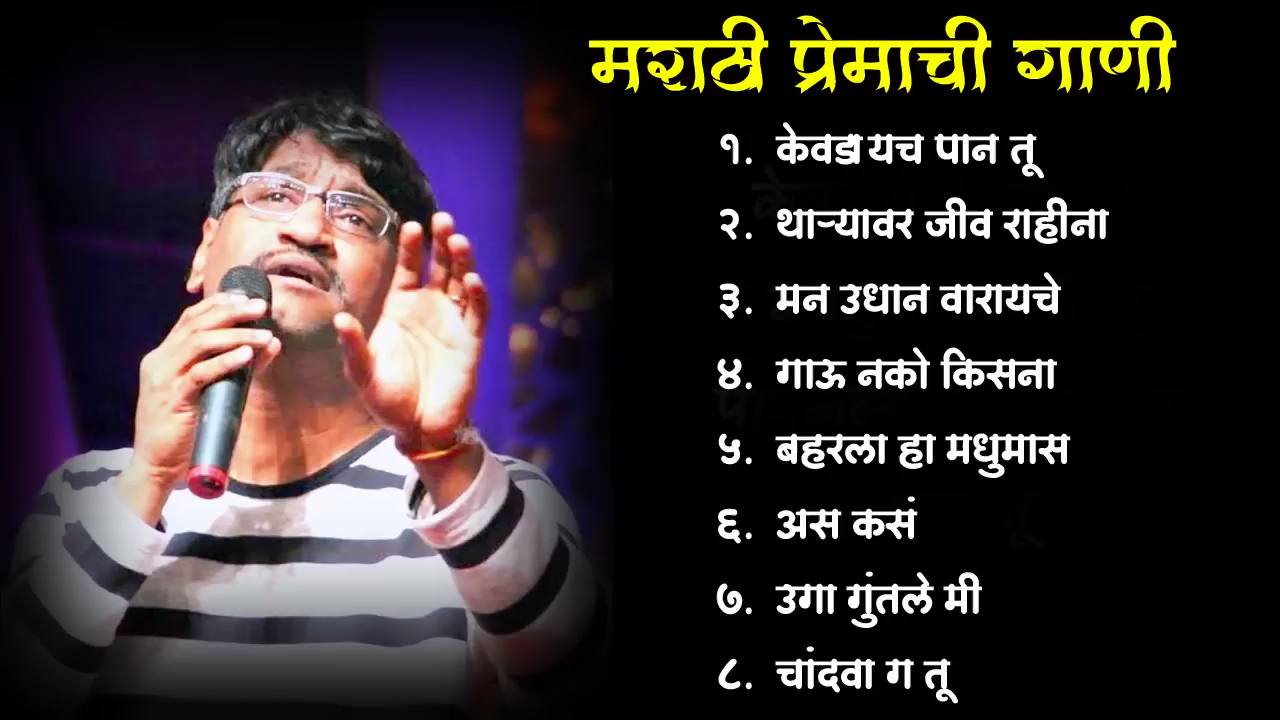 मराठी प्रेमाची गाणी
१. केवडा यच पान तू
२. थाऱ्यावर जीव राहीना
३. मन उधान वारायचे
४. गाऊ नको किसना
५. बहरला हा मधुमास
६. अस कसं
७. उगा गुंतले मी
८. चांदवा ग तू